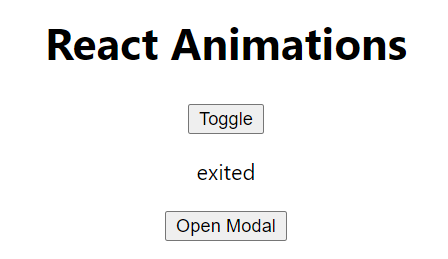 React Animations
Toggle
exited
Open Modal